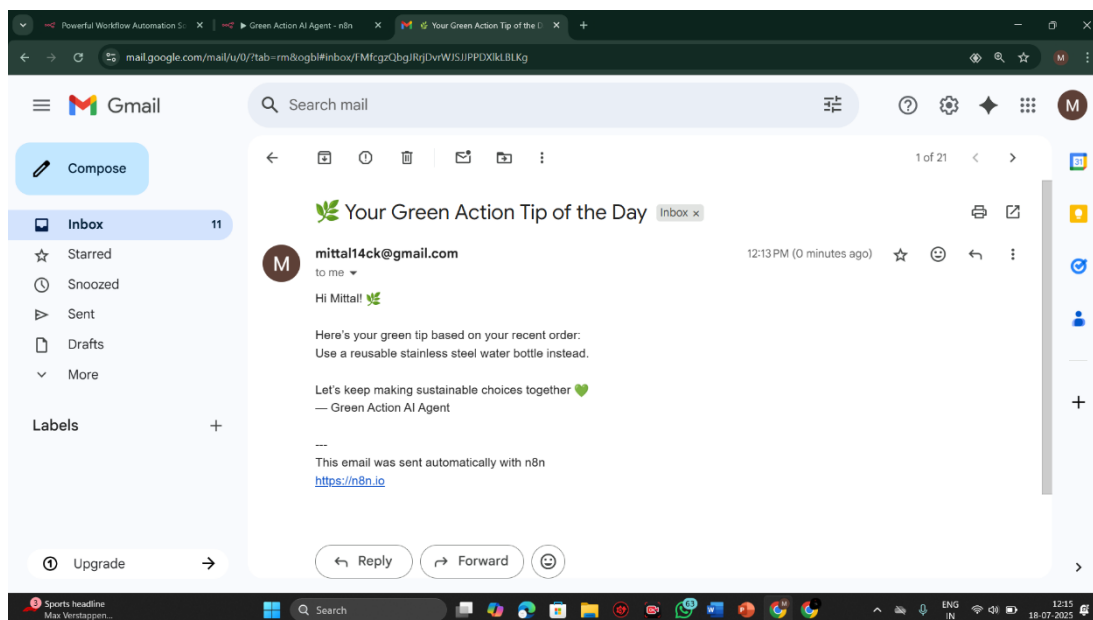 Powerful Workflow Automation So
Green Action AI Agent - n8n
Your Green Action Tip of the D
mail.google.com/mail/u/0/?tab=rm&ogbl#inbox/FMfcgzQbgJRrjDvrWJSJJPPDXlkLBLKg
M
Gmail
Search mail
M
Compose
1 of 21
31
Your Green Action Tip of the Day Inbox ×
Inbox 11
Starred
Snoozed
Sent
Drafts
More
Labels
M
mittal14ck@gmail.com 12:13 PM (0 minutes ago)
to me
Hi Mittal! 🌿
Here's your green tip based on your recent order:
Use a reusable stainless steel water bottle instead.
Let's keep making sustainable choices together 💚
— Green Action AI Agent
---
This email was sent automatically with n8n
https://n8n.io
Reply
Forward
Upgrade
3
Sports headline
Max Verstappen...
Search
63
ENG
IN
12:15
18-07-2025